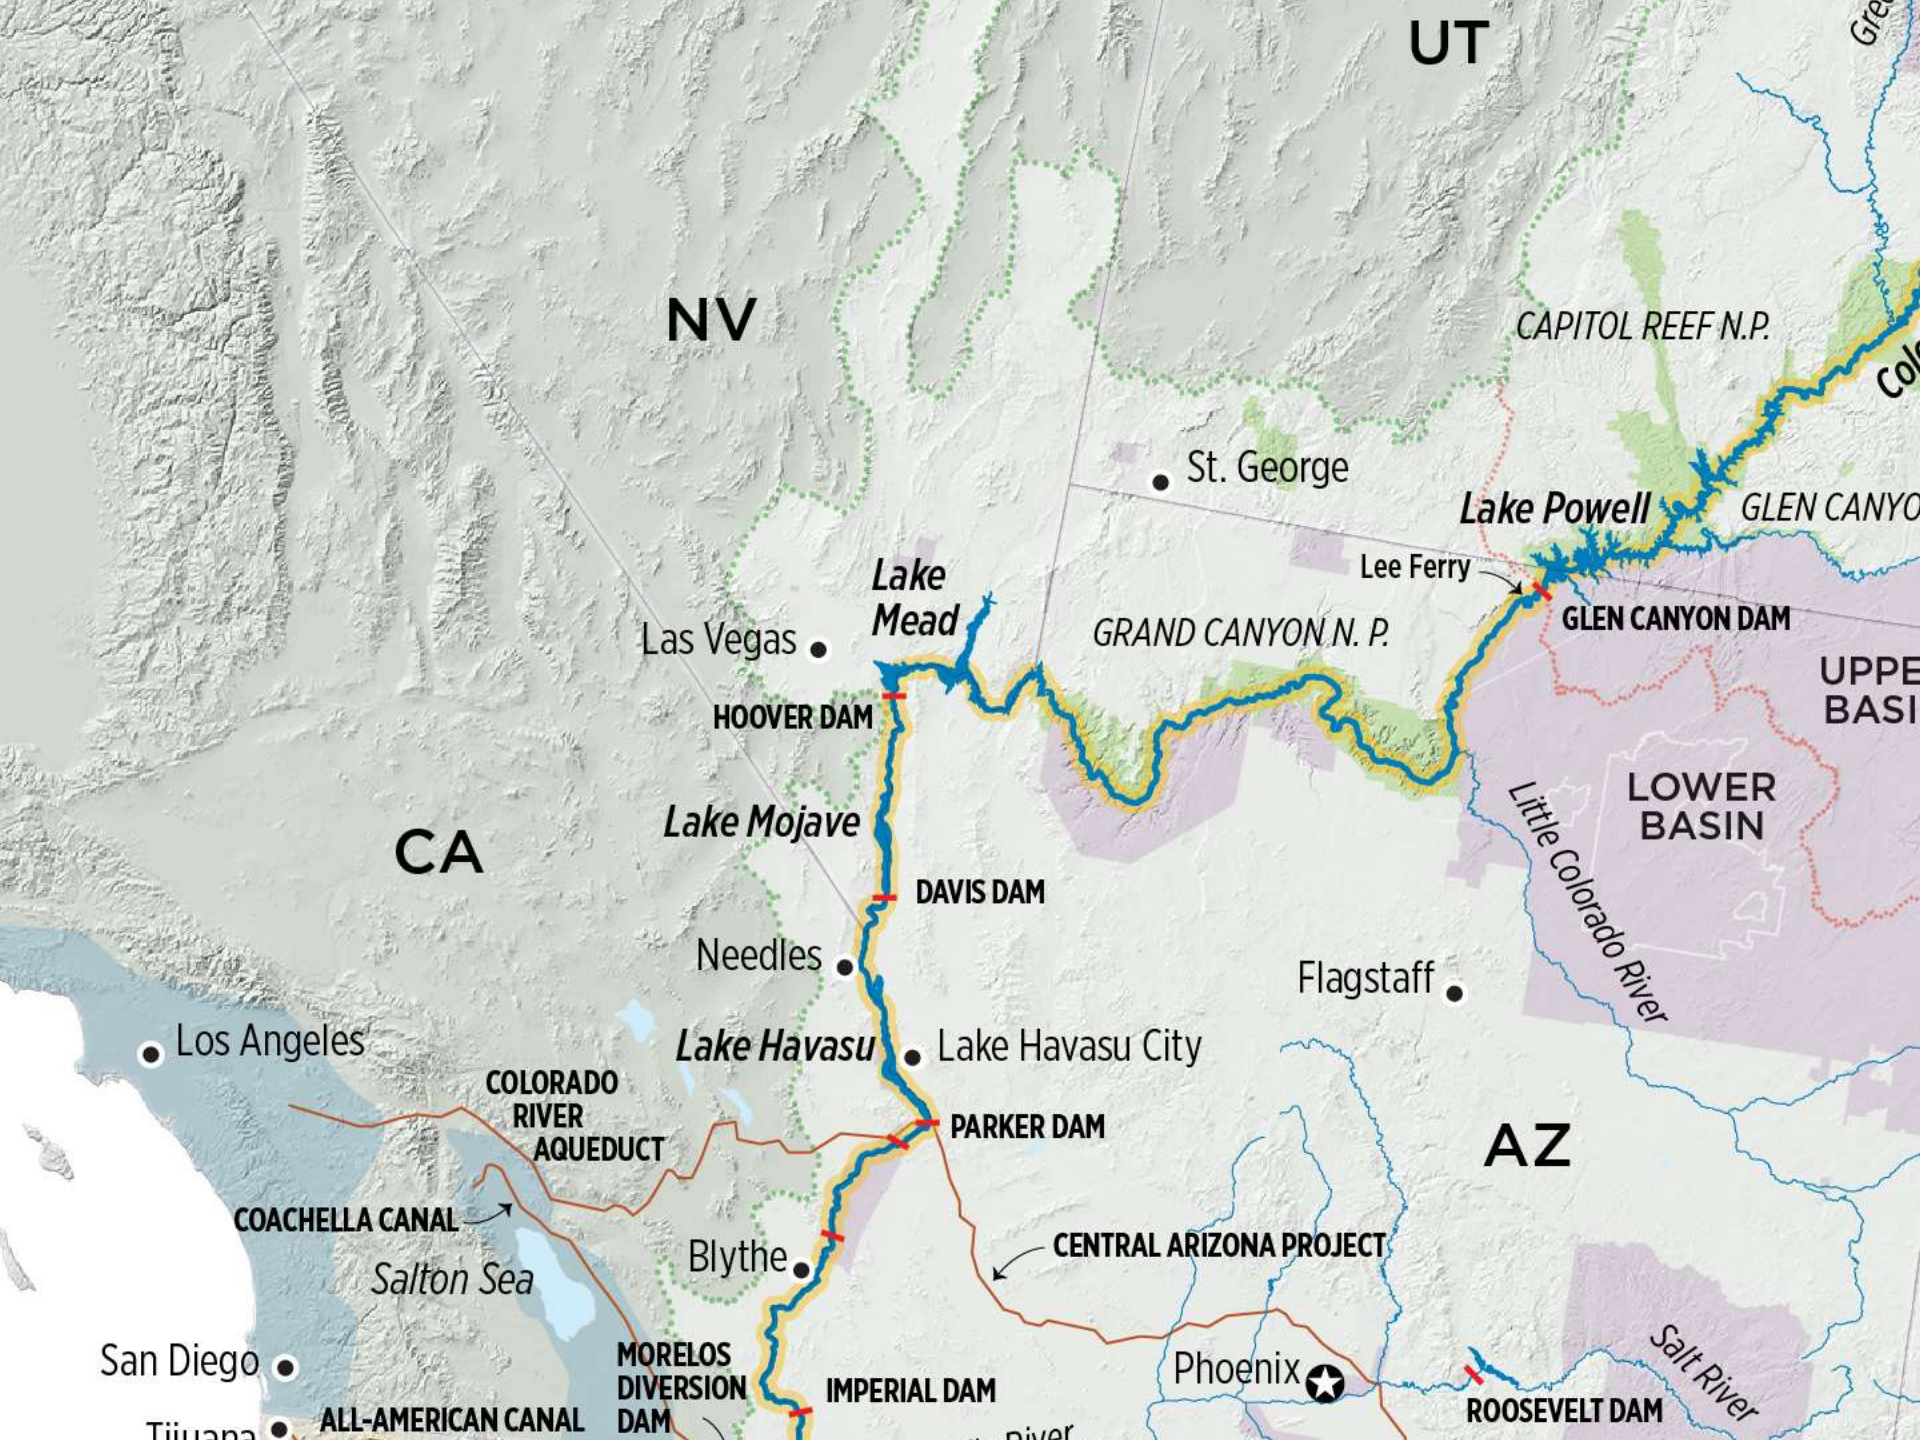 UT
NV
CAPITOL REEF N.P.
St. George
Lake Powell
GLEN CANYO
Lake
Mead
Lee Ferry
GLEN CANYON DAM
Las Vegas
GRAND CANYON N. P.
UPPE
BASI
HOOVER DAM
LOWER
BASIN
Lake Mojave
CA
Little Colorado River
DAVIS DAM
Needles
Flagstaff
Los Angeles
Lake Havasu
Lake Havasu City
COLORADO
RIVER
AQUEDUCT
PARKER DAM
AZ
COACHELLA CANAL
Blythe
CENTRAL ARIZONA PROJECT
Salton Sea
San Diego
MORELOS
DIVERSION
DAM
IMPERIAL DAM
Phoenix
Salt River
ROOSEVELT DAM
ALL-AMERICAN CANAL
Tijuana
River